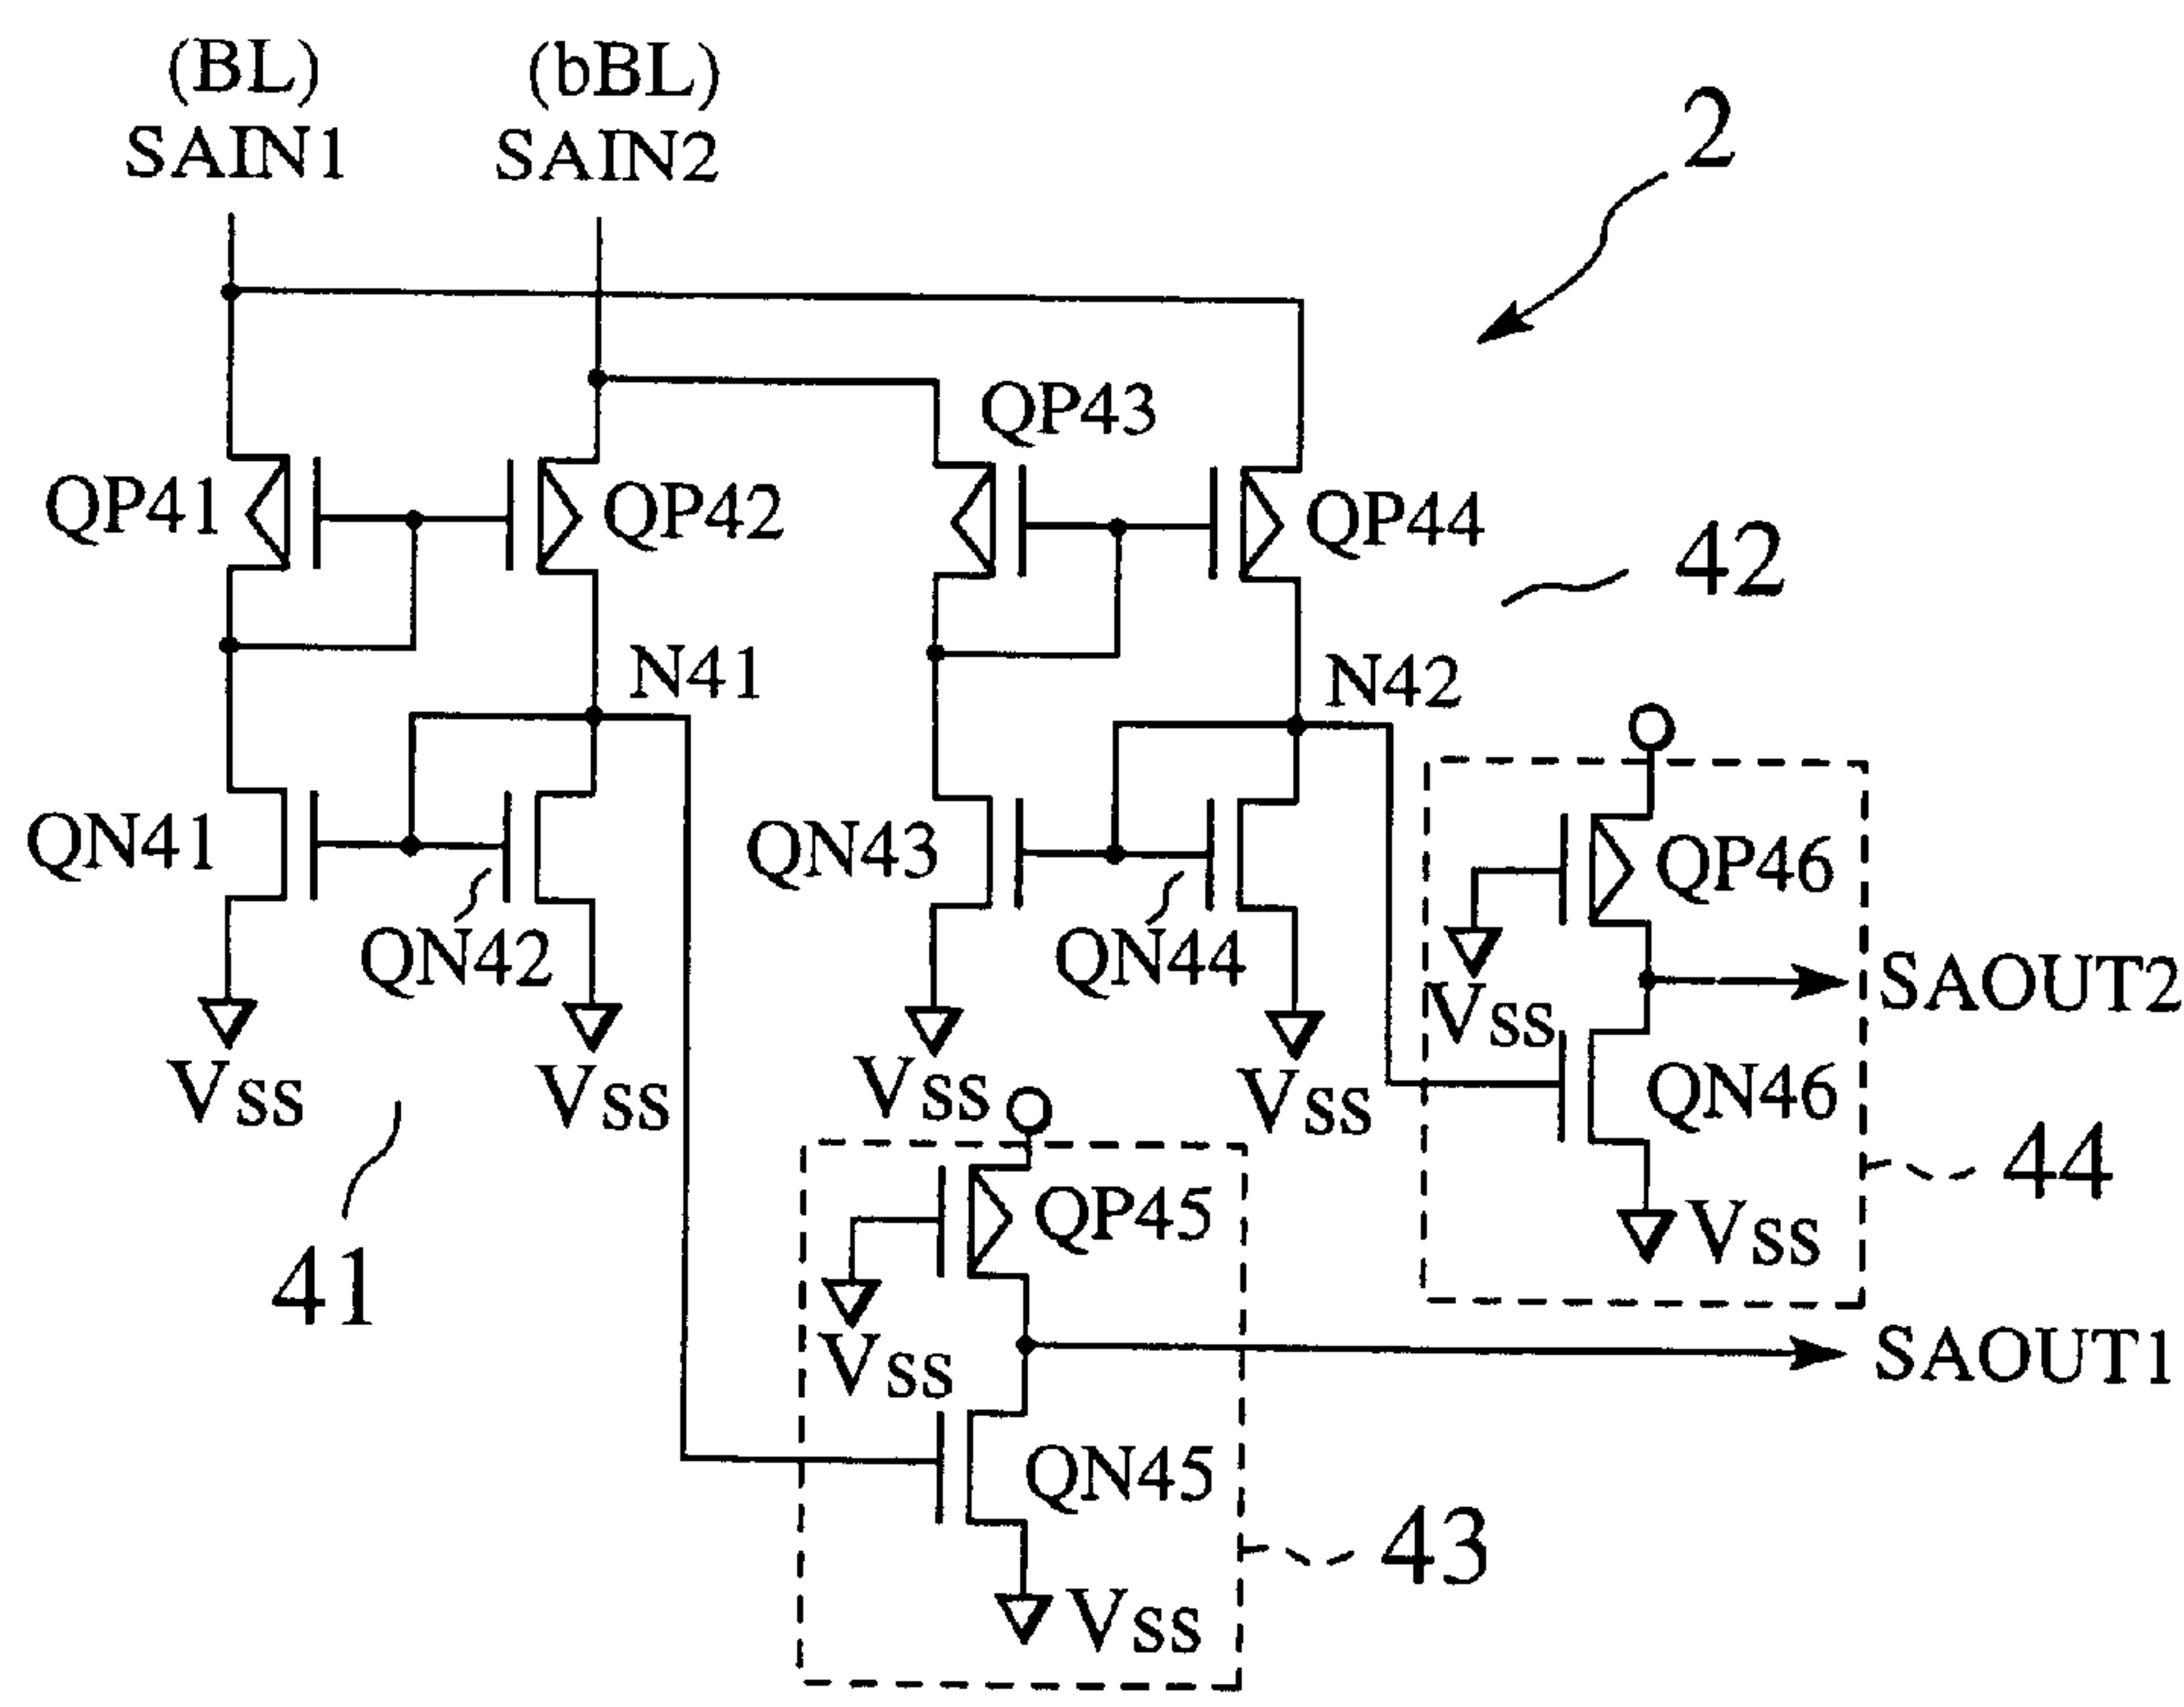 (BL)
SAIN1
(bBL)
SAIN2
2
QP41
QP42
QP43
QP44
42
N41
N42
QN41
QN42
QN43
QN44
QP46
VSS
SAOUT2
QN46
VSS
VSS
VSS
VSS
VSS
44
41
QP45
VSS
SAOUT1
QN45
43
VSS